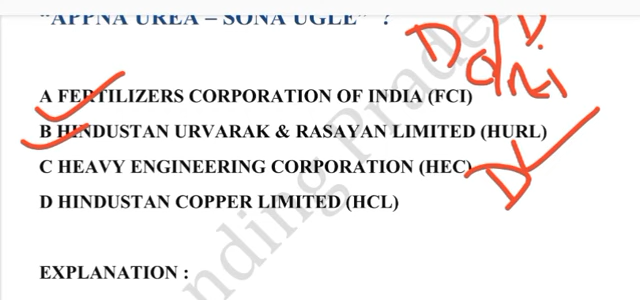 "APPNA UREA – SONA UGLE" ?
A FERTILIZERS CORPORATION OF INDIA (FCI)
B HINDUSTAN URVARAK & RASAYAN LIMITED (HURL)
C HEAVY ENGINEERING CORPORATION (HEC)
D HINDUSTAN COPPER LIMITED (HCL)
EXPLANATION :